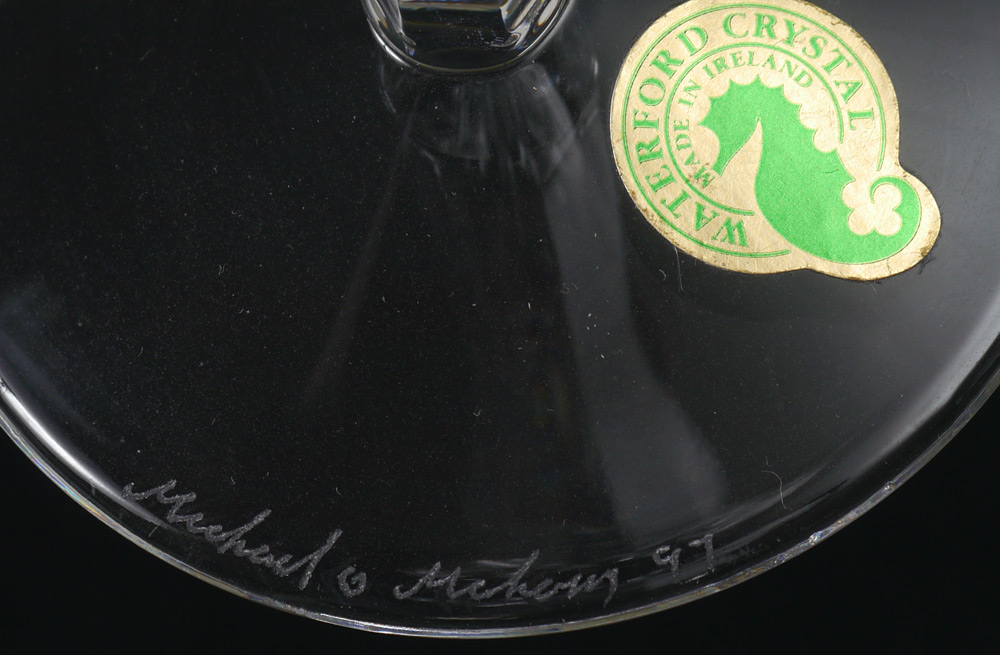 WATERFORD CRYSTAL
MADE IN IRELAND
Michael o Mahony 97